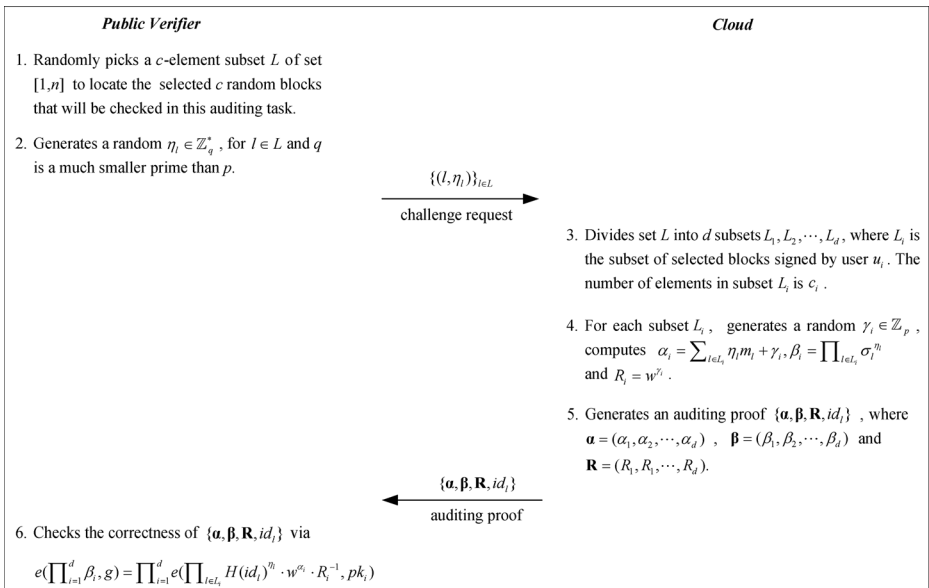 Public Verifier
Cloud
1. Randomly picks a c-element subset L of set
[1,n] to locate the selected c random blocks
that will be checked in this auditing task.
2. Generates a random η_l ∈ ℤ_q^*, for l ∈ L and q
is a much smaller prime than p.
{(l,η_l)}_{l∈L}
challenge request
3. Divides set L into d subsets L_1, L_2, ⋯, L_d, where L_i is
the subset of selected blocks signed by user u_i. The
number of elements in subset L_i is c_i.
4. For each subset L_i, generates a random γ_i ∈ ℤ_p,
computes α_i = ∑_{l∈L_i} η_l m_l + γ_i, β_i = ∏_{l∈L_i} σ_l^{η_l}
and R_i = w^{γ_i}.
5. Generates an auditing proof {α, β, R, id_l}, where
α = (α_1, α_2, ⋯, α_d), β = (β_1, β_2, ⋯, β_d) and
R = (R_1, R_1, ⋯, R_d).
{α, β, R, id_l}
auditing proof
6. Checks the correctness of {α, β, R, id_l} via
e(∏_{i=1}^d β_i, g) = ∏_{i=1}^d e(∏_{l∈L_i} H(id_l)^{η_l} · w^{α_i} · R_i^{-1}, pk_i)